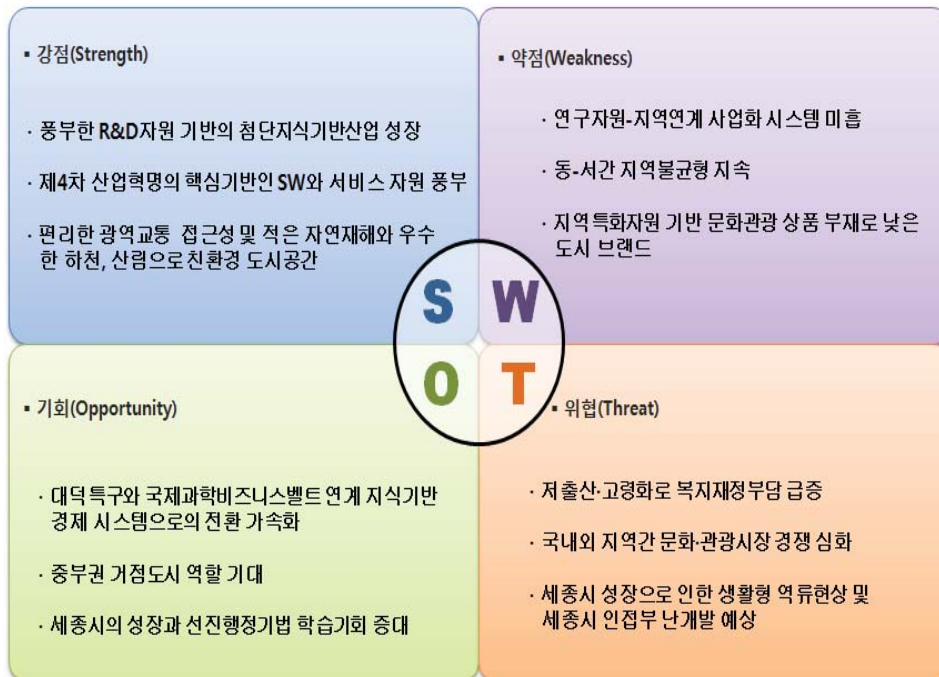 ▪ 강점(Strength)
· 풍부한 R&D자원 기반의 첨단지식기반산업 성장
· 제4차 산업혁명의 핵심기반인 SW와 서비스 자원 풍부
· 편리한 광역교통 접근성 및 적은 자연재해와 우수
한 하천, 산림으로 친환경 도시공간
▪ 약점(Weakness)
· 연구자원-지역연계 사업화 시스템 미흡
· 동-서간 지역불균형 지속
· 지역특화자원 기반 문화관광 상품 부재로 낮은
도시 브랜드
S W
O T
▪ 기회(Opportunity)
· 대덕특구와 국제과학비즈니스벨트 연계 지식기반
경제 시스템으로의 전환 가속화
· 중부권 거점도시 역할 기대
· 세종시의 성장과 선진행정기법 학습기회 증대
▪ 위협(Threat)
· 저출산·고령화로 복지재정부담 급증
· 국내외 지역간 문화·관광시장 경쟁 심화
· 세종시 성장으로 인한 생활형 역류현상 및
세종시 인접부 난개발 예상